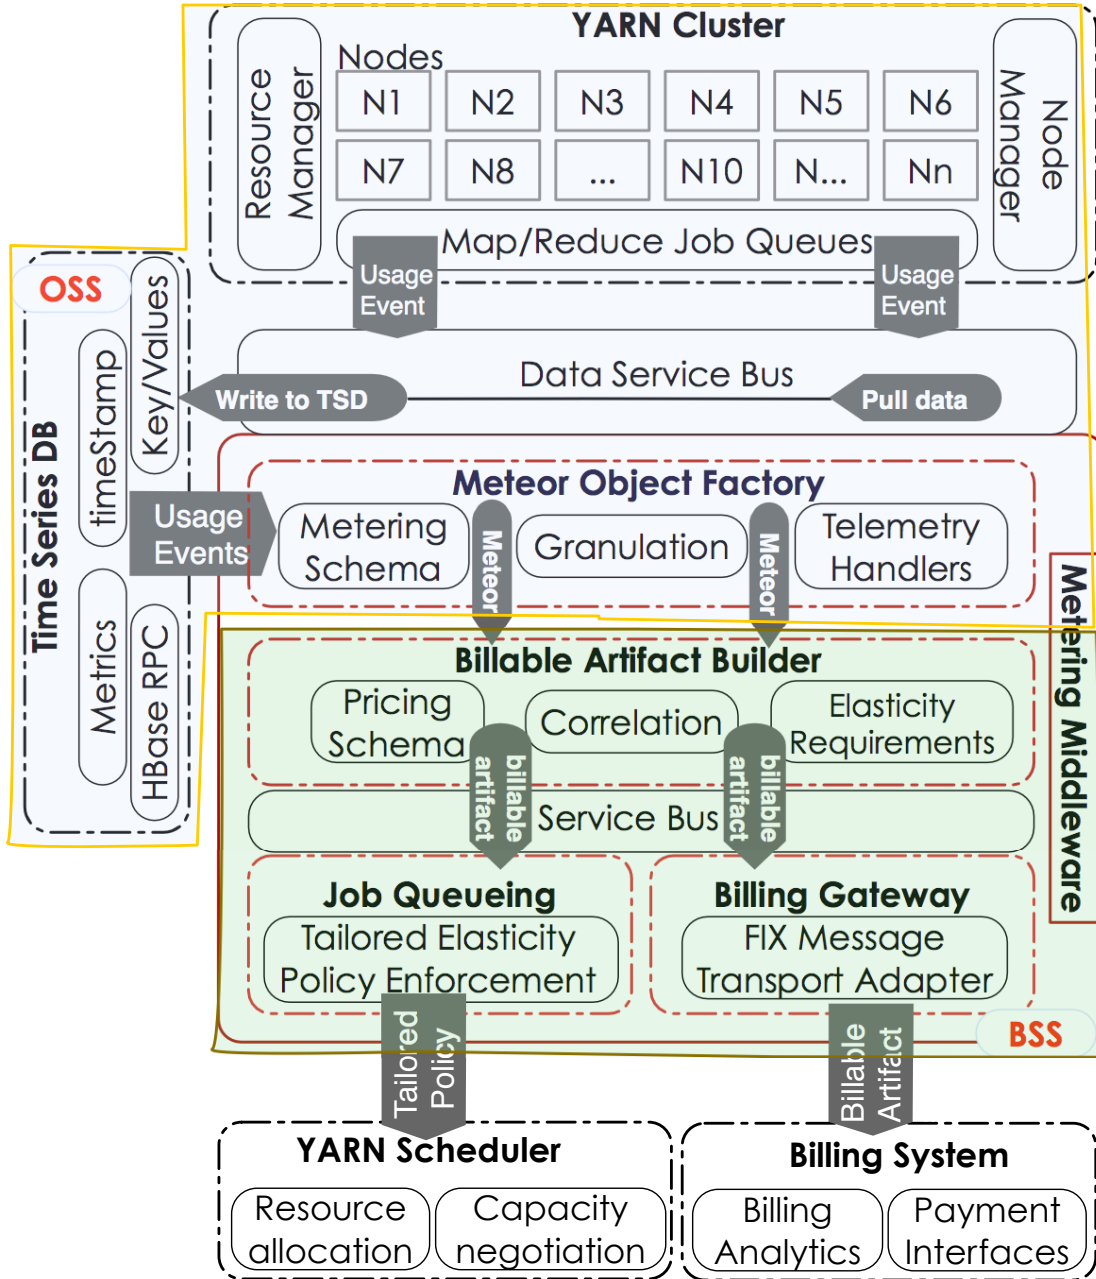 YARN Cluster
Resource
Manager
Nodes
N1
N2
N3
N4
N5
N6
N7
N8
...
N10
N...
Nn
Node
Manager
Map/Reduce Job Queues
Usage
Event
Usage
Event
OSS
Time Series DB
timeStamp
Key/Values
Metrics
HBase RPC
Data Service Bus
Write to TSD
Pull data
Usage
Events
Meteor Object Factory
Metering
Schema
Meteor
Granulation
Meteor
Telemetry
Handlers
Metering Middleware
Billable Artifact Builder
Pricing
Schema
Correlation
Elasticity
Requirements
billable
artifact
billable
artifact
Service Bus
Job Queueing
Tailored Elasticity
Policy Enforcement
Billing Gateway
FIX Message
Transport Adapter
BSS
Tailored
Policy
Billable
Artifact
YARN Scheduler
Resource
allocation
Capacity
negotiation
Billing System
Billing
Analytics
Payment
Interfaces